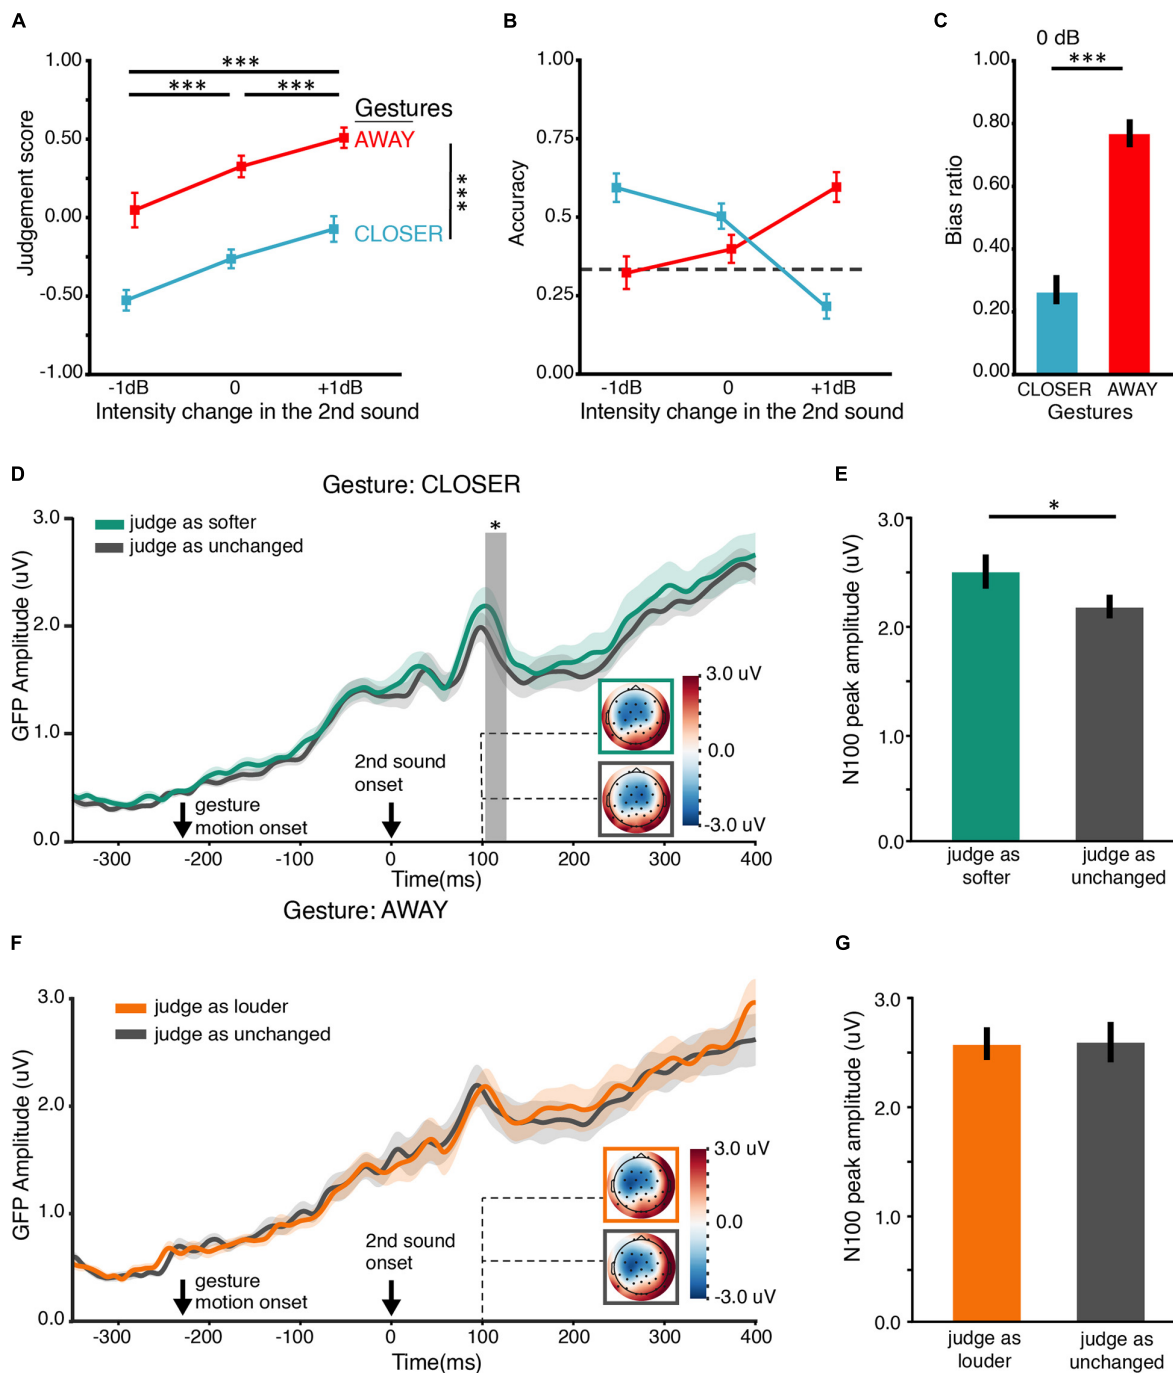 A
1.00
0.50
0.00
-0.50
-1.00
Judgement score
***
***
***
Gestures
AWAY
CLOSER
***
-1dB
0
+1dB
Intensity change in the 2nd sound
B
1.00
0.75
0.50
0.25
0.00
Accuracy
-1dB
0
+1dB
Intensity change in the 2nd sound
C
0 dB
***
1.00
0.80
0.60
0.40
0.20
0.00
Bias ratio
CLOSER
AWAY
Gestures
D
Gesture: CLOSER
3.0
2.0
1.0
0.0
GFP Amplitude (uV)
judge as softer
judge as unchanged
*
gesture
motion onset
2nd sound
onset
3.0 uV
0.0
-3.0 uV
-300
-200
-100
0
100
200
300
400
Time(ms)
E
3.0
2.0
1.0
0.0
N100 peak amplitude (uV)
*
judge as
softer
judge as
unchanged
Gesture: AWAY
F
3.0
2.0
1.0
0.0
GFP Amplitude (uV)
judge as louder
judge as unchanged
gesture
motion onset
2nd sound
onset
3.0 uV
0.0
-3.0 uV
-300
-200
-100
0
100
200
300
400
Time(ms)
G
3.0
2.0
1.0
0.0
N100 peak amplitude (uV)
judge as
louder
judge as
unchanged